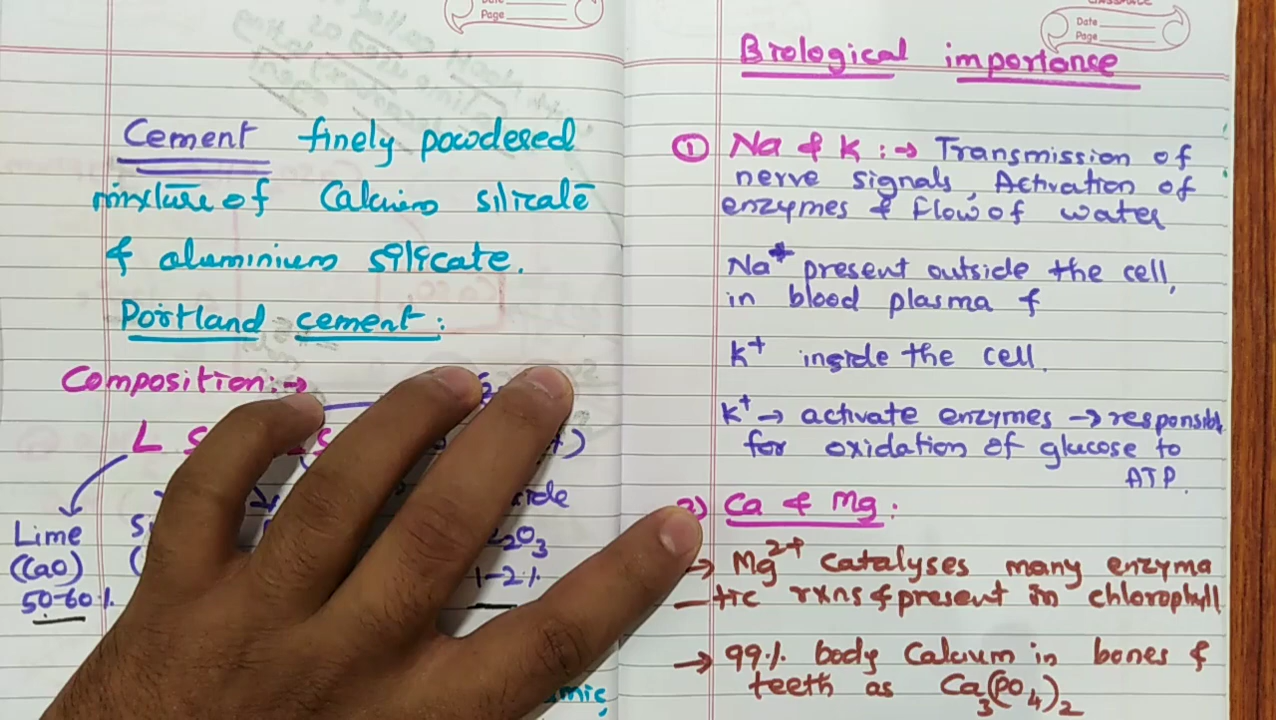 Page
Cement finely powdered
mixture of Calcium silicate
& aluminium silicate.
Portland cement:
Composition:→
L S
Lime
(CaO)
50-60%
2O3
1-2%
Date
Page
Biological importance
① Na & K :→ Transmission of
nerve signals, Activation of
enzymes & flow of water
Na+ present outside the cell,
in blood plasma &
K+ inside the cell.
K+ → activate enzymes → responsible
for oxidation of glucose to
ATP.
2) Ca & Mg :
→ Mg2+ catalyses many enzyma
-tic rxns & present in chlorophyll
→ 99% body Calcium in bones &
teeth as Ca3(PO4)2